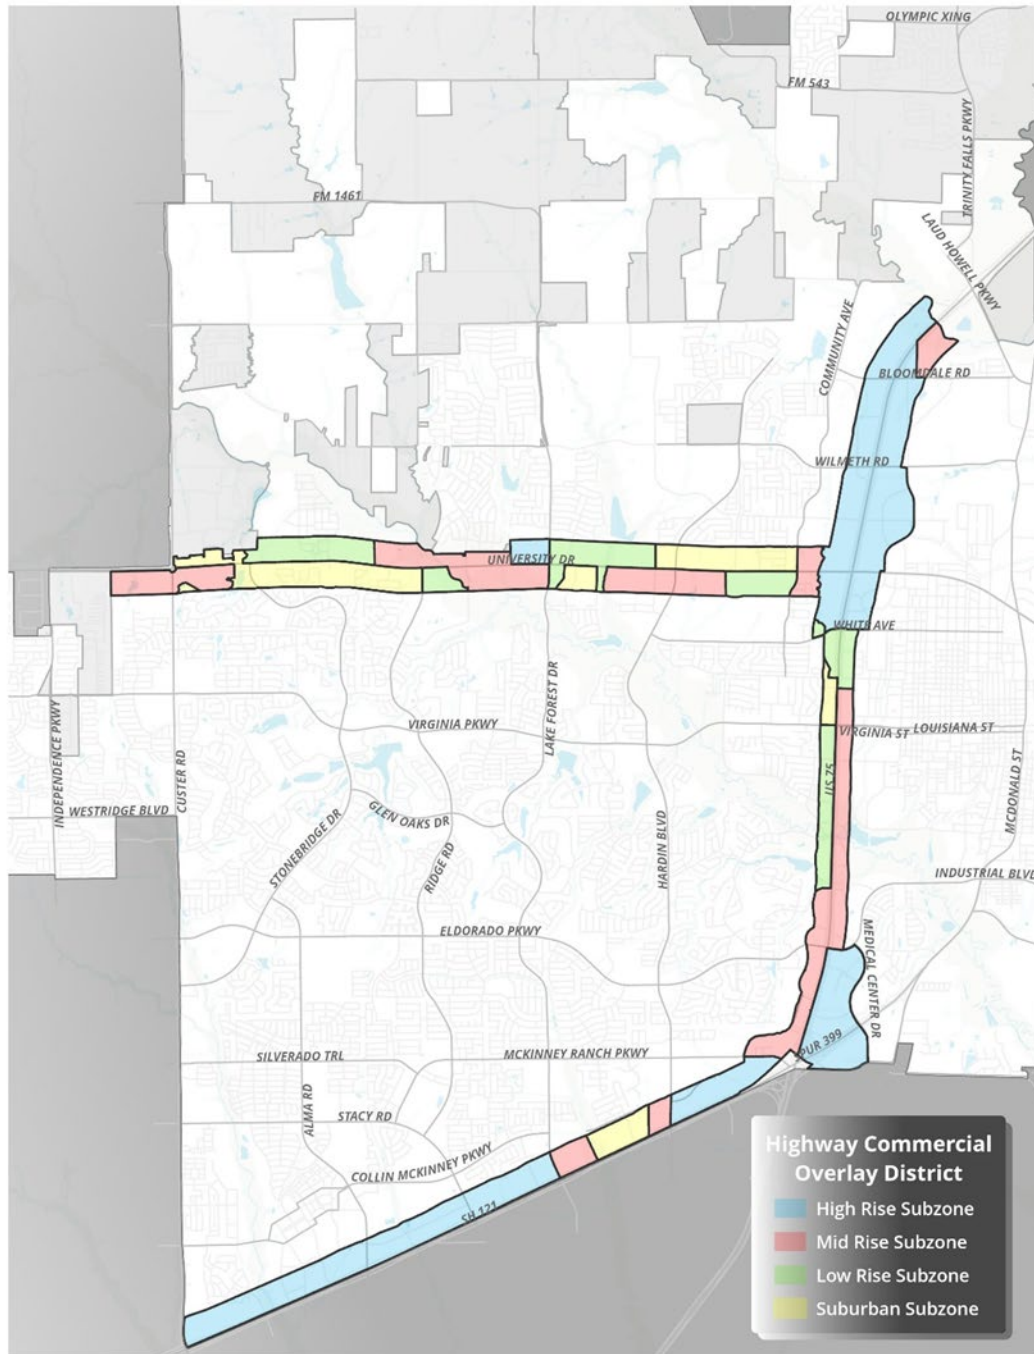 OLYMPIC XING
FM 543
TRINITY FALLS PKWY
FM 1461
LAUD HOWELL PKWY
COMMUNITY AVE
BLOOMDALE RD
WILMETH RD
UNIVERSITY DR
WHITE AVE
LAKE FOREST DR
INDEPENDENCE PKWY
VIRGINIA PKWY
VIRGINIA ST
LOUISIANA ST
CUSTER RD
US 75
MCDONALD ST
WESTRIDGE BLVD
GLEN OAKS DR
STONEBRIDGE DR
RIDGE RD
HARDIN BLVD
INDUSTRIAL BLVD
ELDORADO PKWY
MEDICAL CENTER DR
SILVERADO TRL
MCKINNEY RANCH PKWY
PUR 399
ALMA RD
STACY RD
COLLIN MCKINNEY PKWY
SH 121
Highway Commercial
Overlay District
High Rise Subzone
Mid Rise Subzone
Low Rise Subzone
Suburban Subzone